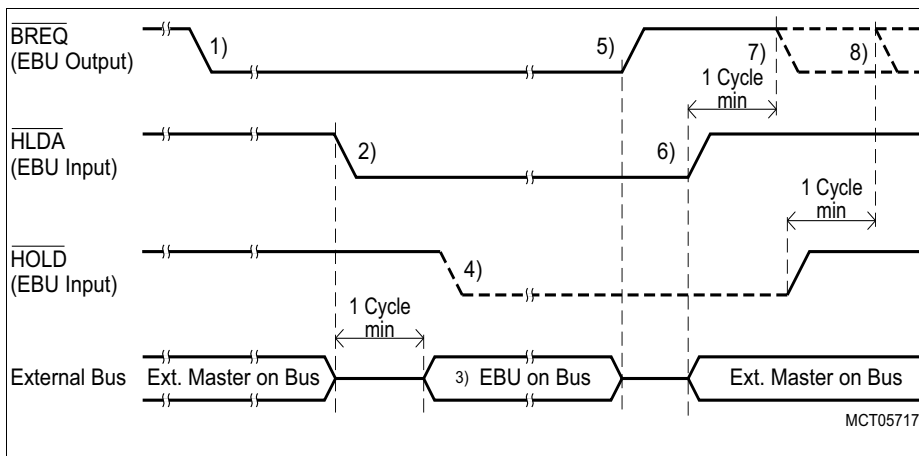 BREQ
(EBU Output)
1)
5)
7)
8)
1 Cycle
min
HLDA
(EBU Input)
2)
6)
1 Cycle
min
HOLD
(EBU Input)
4)
1 Cycle
min
External Bus
Ext. Master on Bus
3) EBU on Bus
Ext. Master on Bus
MCT05717